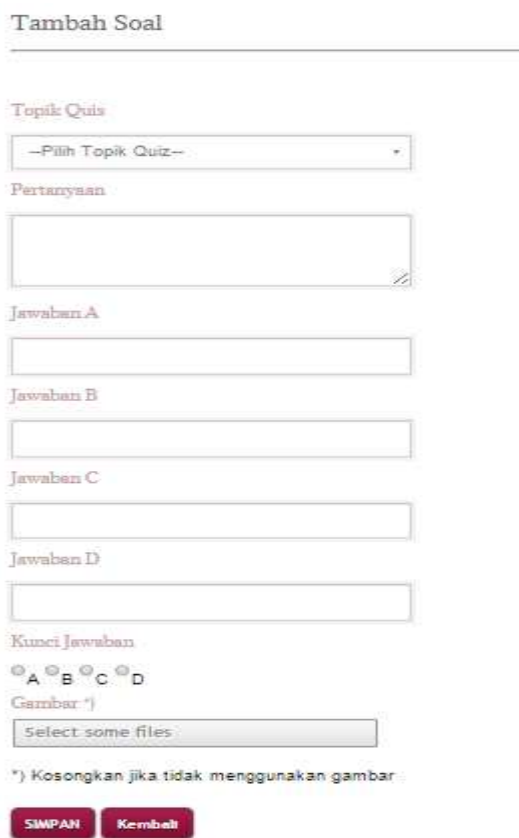 Tambah Soal
Topik Quis
--Pilih Topik Quiz--
Pertanyaan
Jawaban A
Jawaban B
Jawaban C
Jawaban D
Kunci Jawaban
A B C D
Gambar *)
Select some files
*) Kosongkan jika tidak menggunakan gambar
SIMPAN Kembali